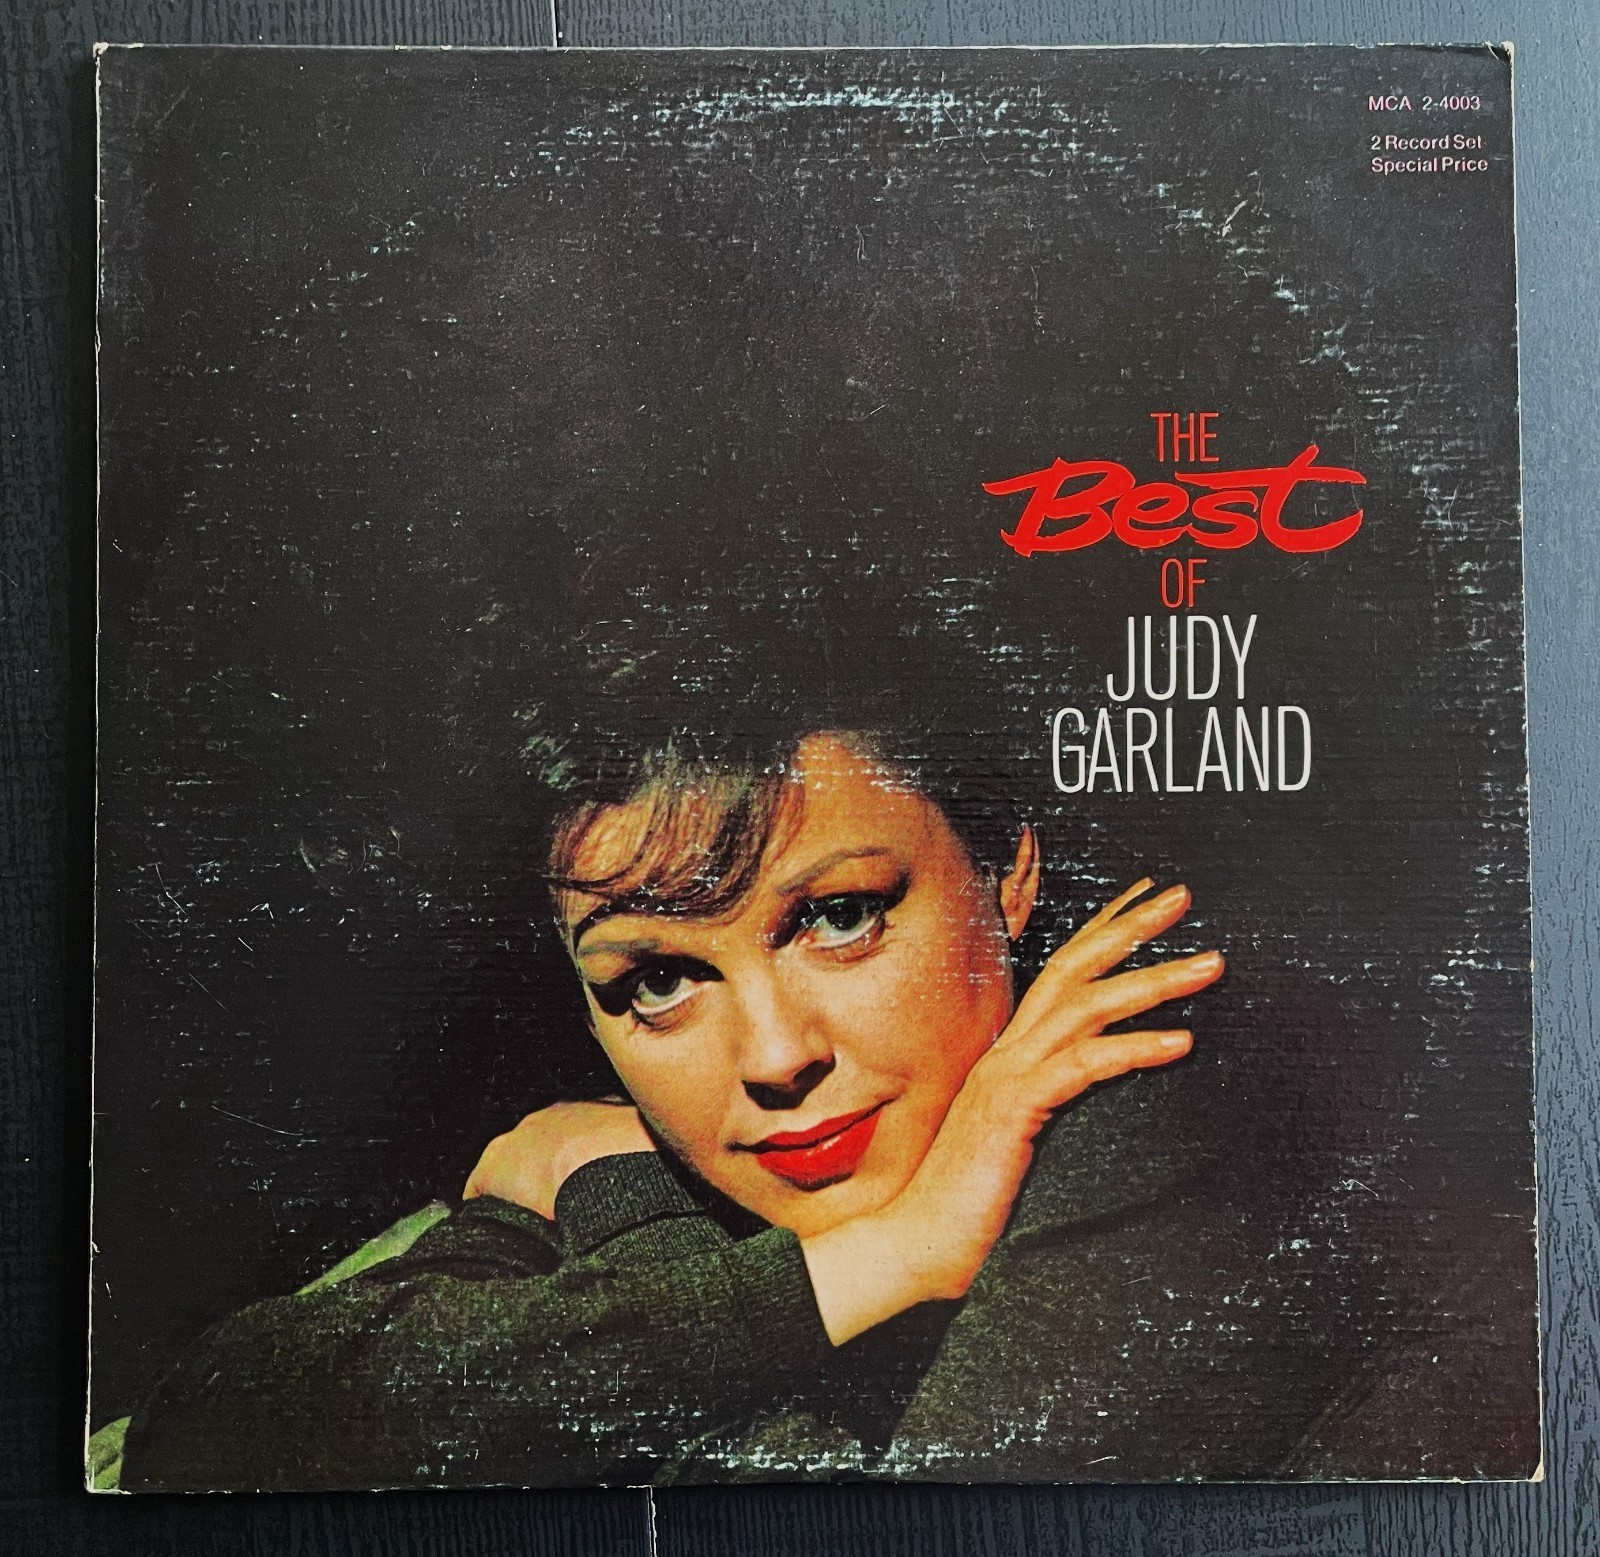 MCA 2-4003
2 Record Set
Special Price
THE
Best
OF
JUDY
GARLAND